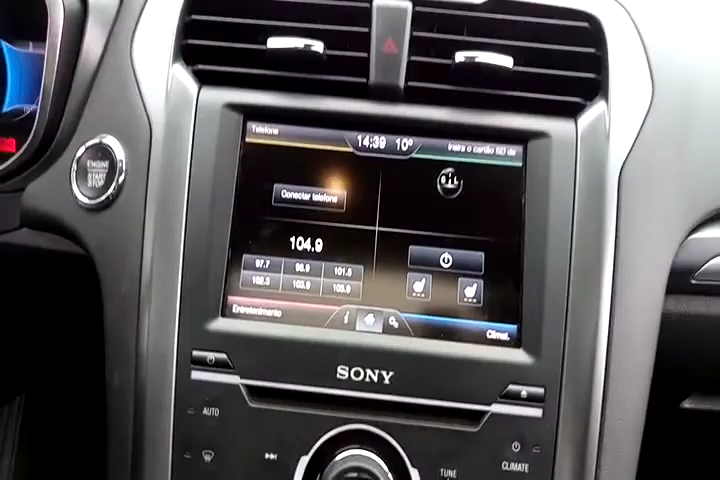 ENGINE
START
STOP
Telefone
14:39 10°
Insira o cartão SD de
Conectar telefone
104.9
97.7 98.9 101.5
102.3 103.9 103.9
Entretenimento
i
Climat.
SONY
AUTO
TUNE
CLIMATE